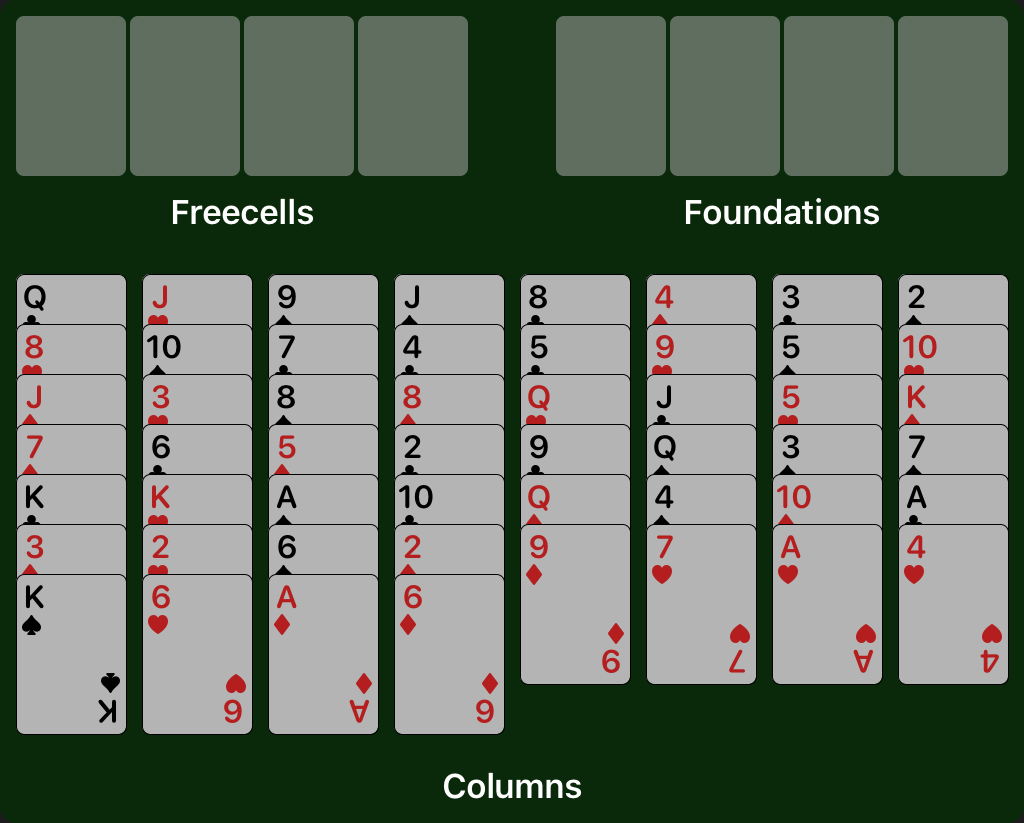 Freecells Foundations
Q♣ J♥ 9♠ J♠ 8♣ 4♦ 3♣ 2♠
8♥ 10♠ 7♣ 4♣ 5♣ 9♥ 5♠ 10♥
J♦ 3♥ 8♠ 8♦ Q♥ J♣ 5♥ K♦
7♦ 6♣ 5♦ 2♣ 9♣ Q♠ 3♠ 7♠
K♣ K♥ A♠ 10♣ Q♦ 4♠ 10♦ A♣
3♦ 2♥ 6♠ 2♦ 9♦ 7♥ A♥ 4♥
K♠ 6♥ A♦ 6♦ 9♦ 7♥ A♥ 4♥
K♠ 6♥ A♦ 6♦
Columns